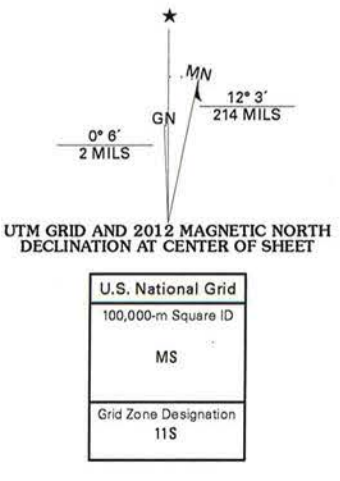 ★
MN
GN
12° 3´
214 MILS
0° 6´
2 MILS
UTM GRID AND 2012 MAGNETIC NORTH
DECLINATION AT CENTER OF SHEET
U.S. National Grid
100,000-m Square ID
MS
Grid Zone Designation
11S